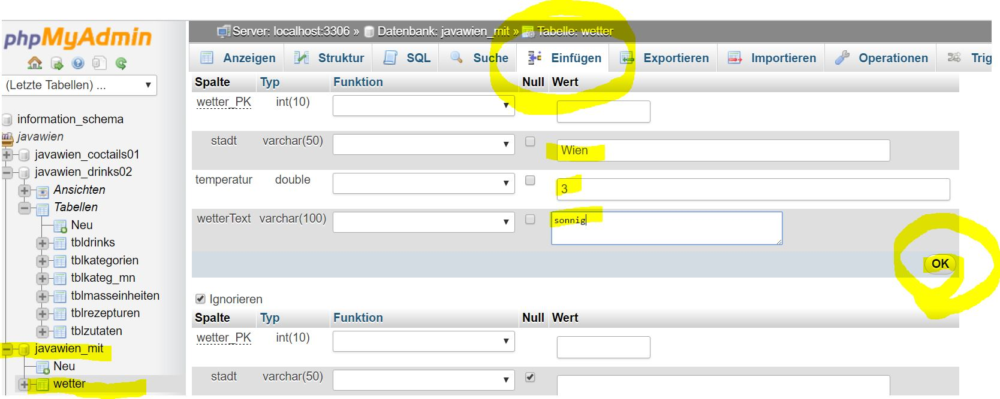 phpMyAdmin
(Letzte Tabellen) ...
information_schema
javawien
javawien_coctails01
javawien_drinks02
Ansichten
Tabellen
Neu
tbldrinks
tblkategorien
tblkateg_mn
tblmasseinheiten
tblrezepturen
tblzutaten
javawien_mit
Neu
wetter
Server: localhost:3306 » Datenbank: javawien_mit » Tabelle: wetter
Anzeigen Struktur SQL Suche Einfügen Exportieren Importieren Operationen Trig
Spalte Typ Funktion Null Wert
wetter_PK int(10)
stadt varchar(50) Wien
temperatur double 3
wetterText varchar(100) sonnig
OK
Ignorieren
Spalte Typ Funktion Null Wert
wetter_PK int(10)
stadt varchar(50)